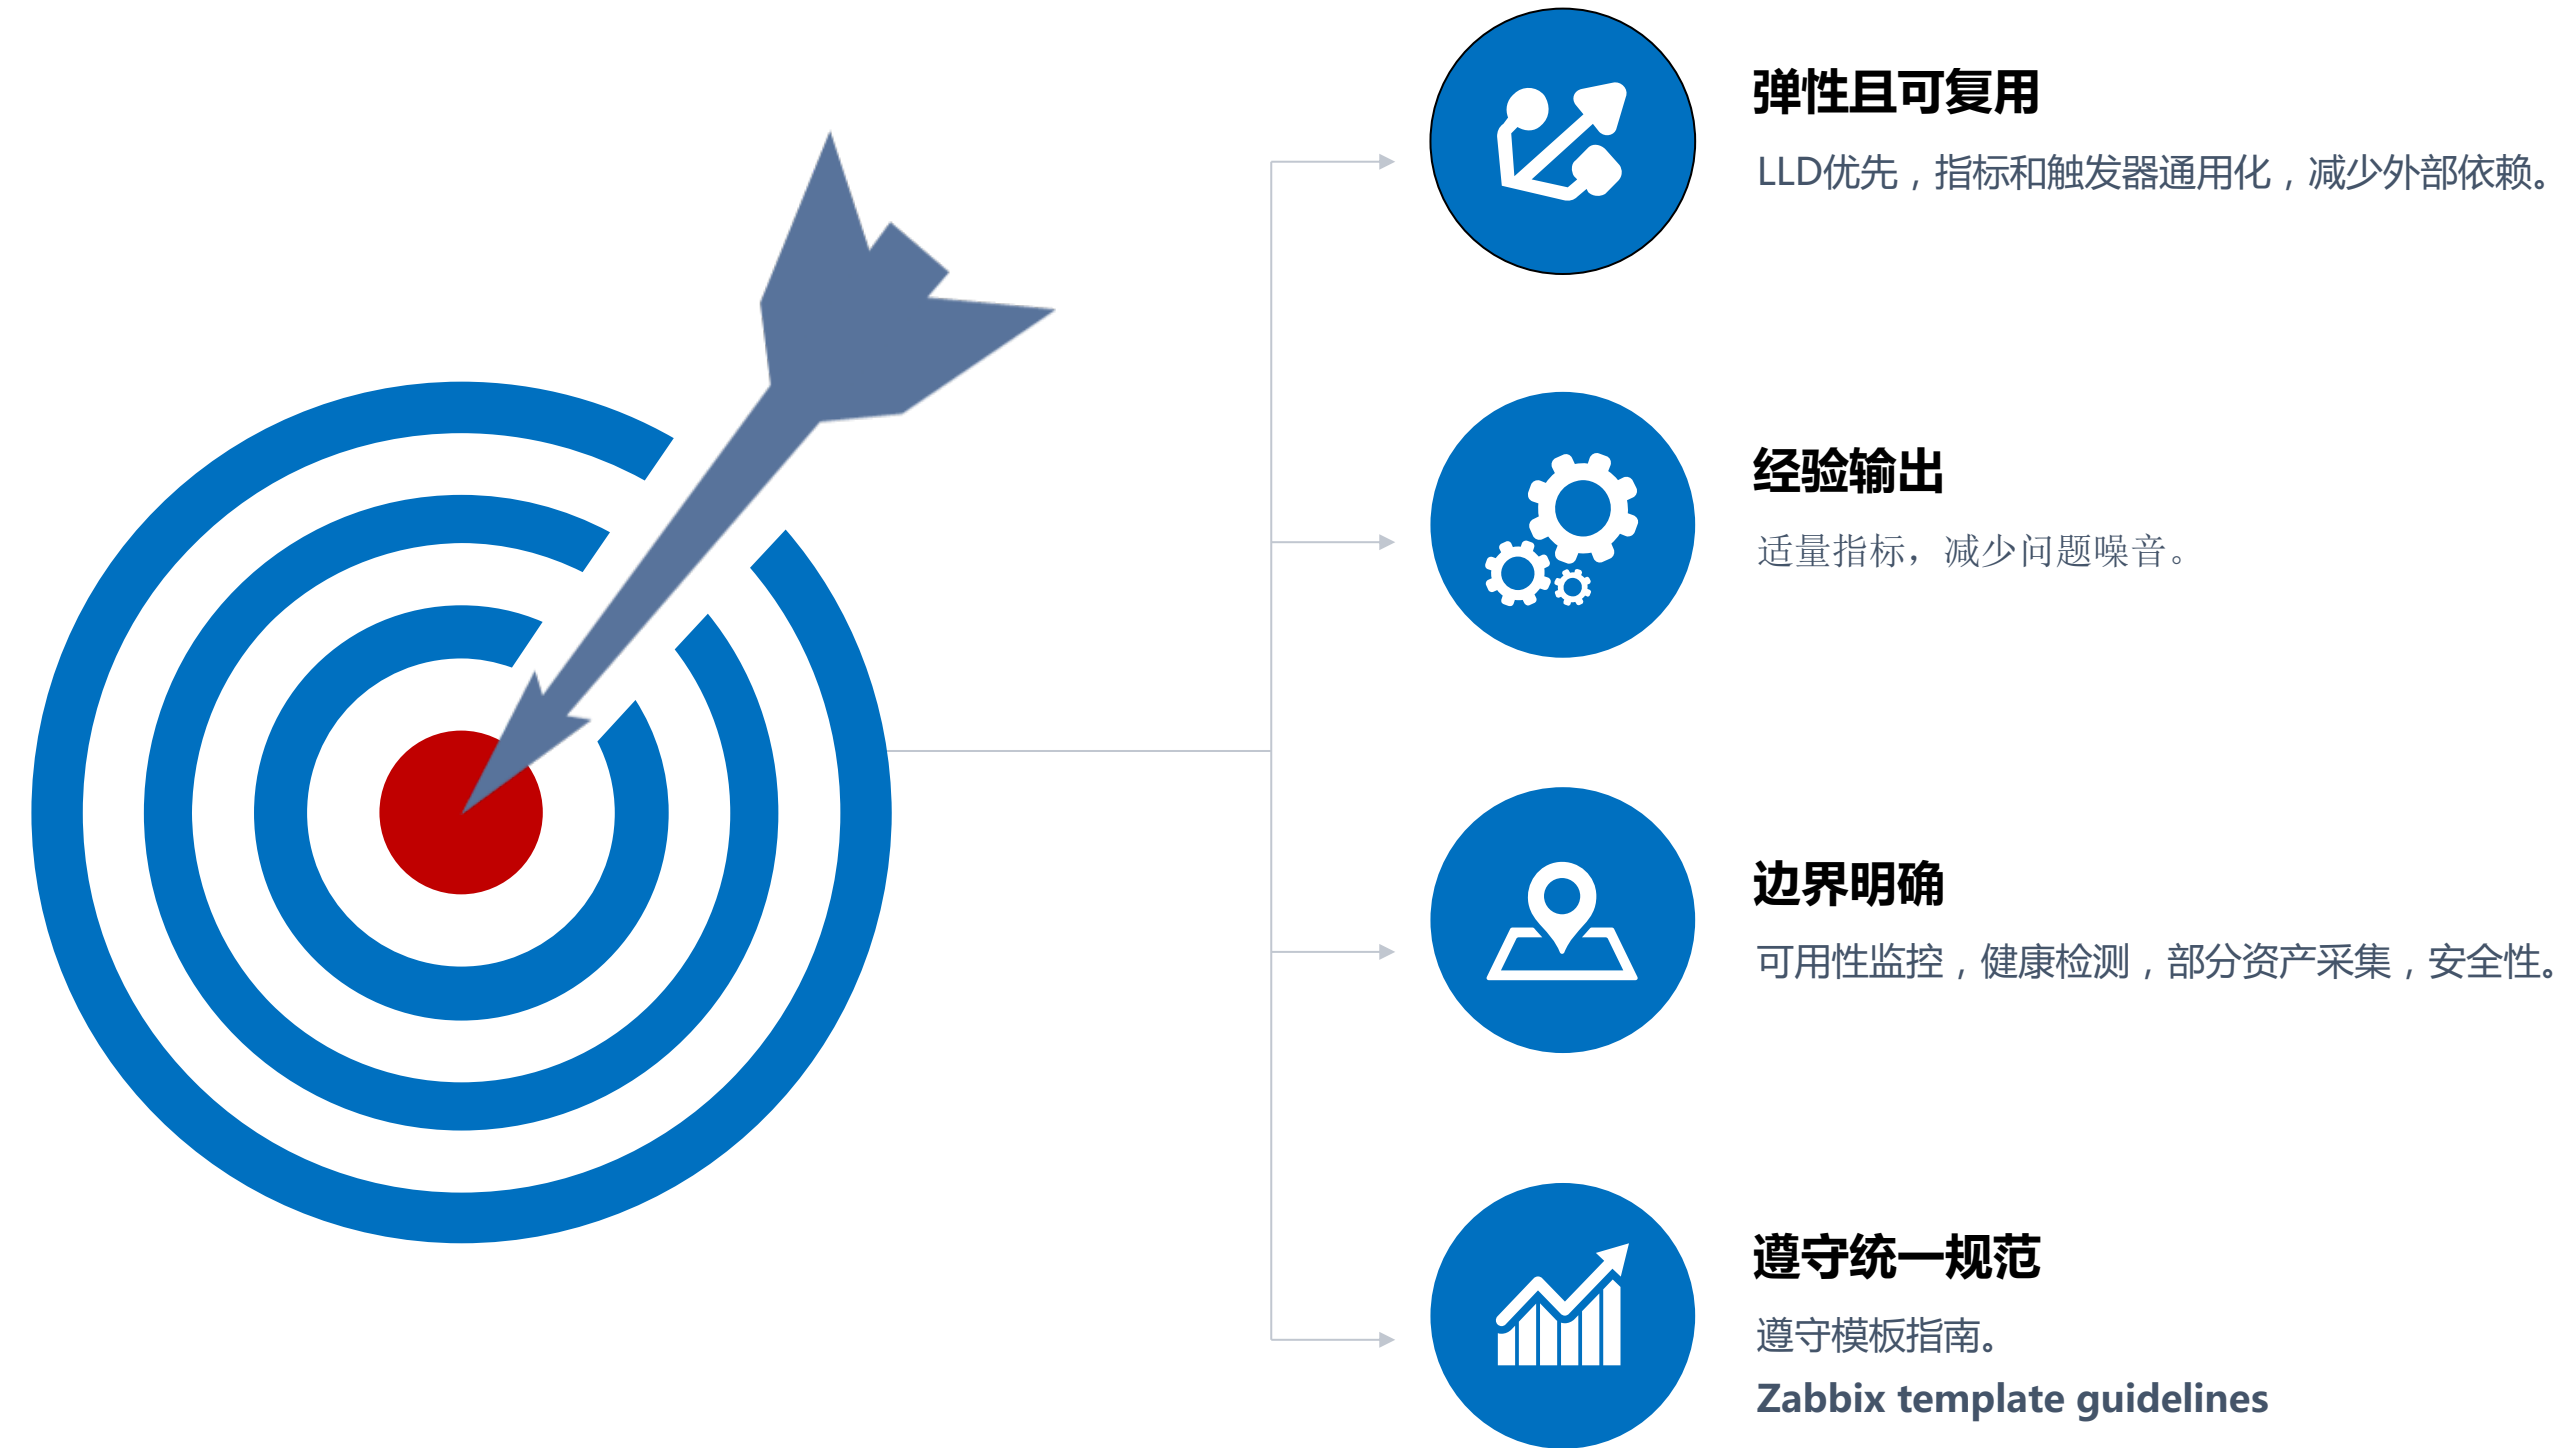 弹性且可复用
LLD优先，指标和触发器通用化，减少外部依赖。
经验输出
适量指标，减少问题噪音。
边界明确
可用性监控，健康检测，部分资产采集，安全性。
遵守统一规范
遵守模板指南。
Zabbix template guidelines